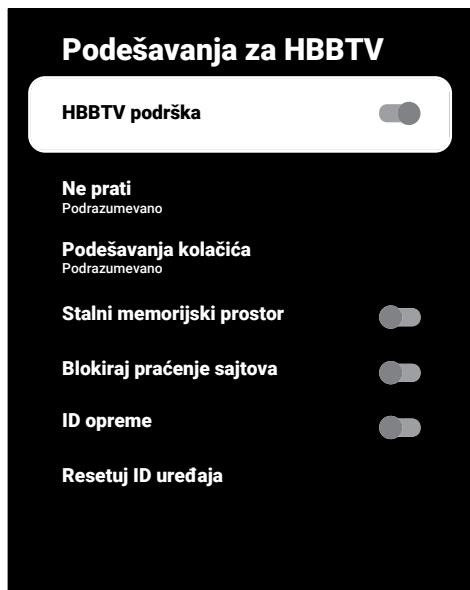 Podešavanja za HBBTV
HBBTV podrška
Ne prati
Podrazumevano
Podešavanja kolačića
Podrazumevano
Stalni memorijski prostor
Blokiraj praćenje sajtova
ID opreme
Resetuj ID uređaja